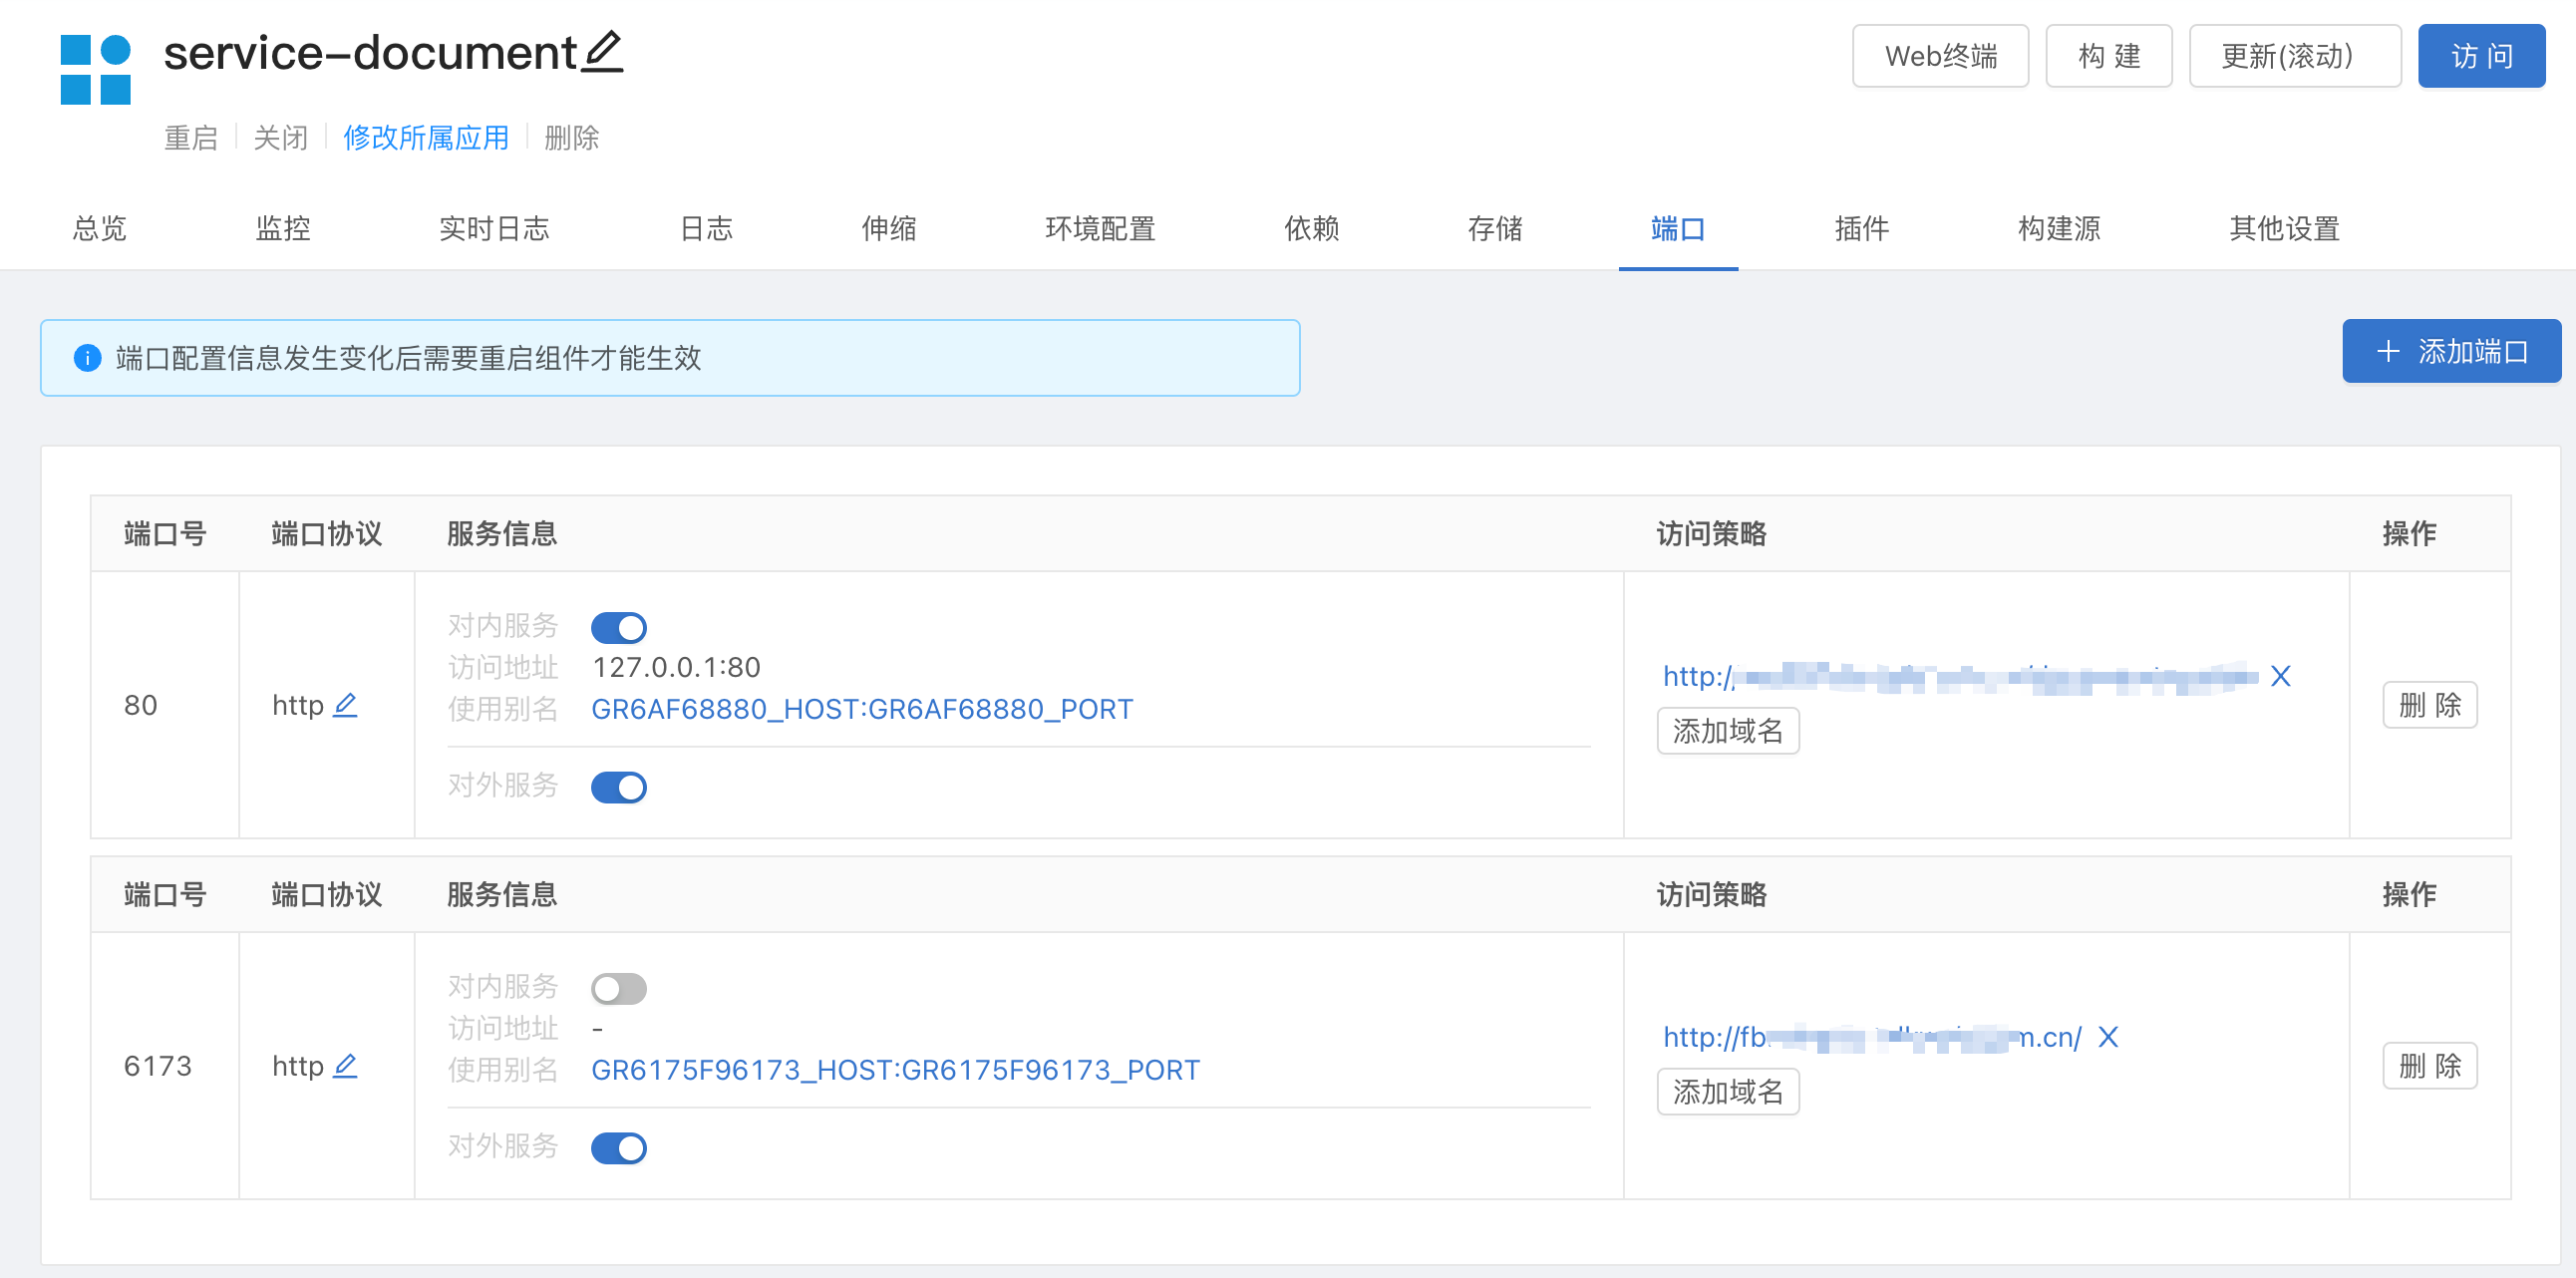 service-document
Web终端 构 建 更新(滚动) 访 问
重启 关闭 修改所属应用 删除
总览 监控 实时日志 日志 伸缩 环境配置 依赖 存储 端口 插件 构建源 其他设置
端口配置信息发生变化后需要重启组件才能生效
+ 添加端口
端口号 端口协议 服务信息 访问策略 操作
80
http
对内服务
访问地址 127.0.0.1:80
使用别名 GR6AF68880_HOST:GR6AF68880_PORT
对外服务
http:// X
添加域名
删 除
端口号 端口协议 服务信息 访问策略 操作
6173
http
对内服务
访问地址 -
使用别名 GR6175F96173_HOST:GR6175F96173_PORT
对外服务
http://fb m.cn/ X
添加域名
删 除